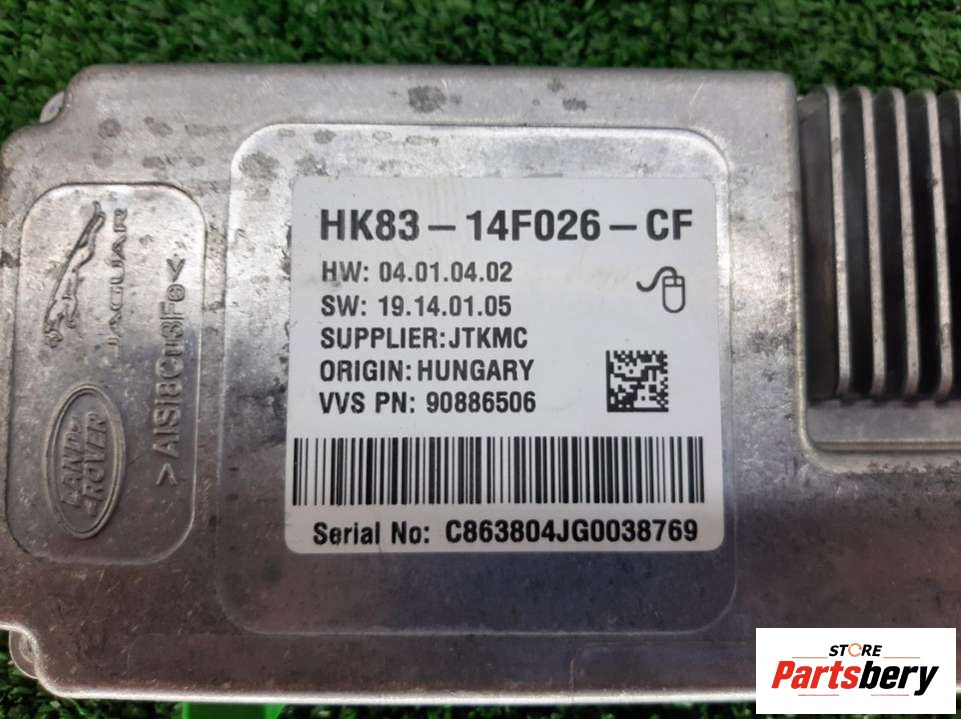 HK83-14F026-CF
HW: 04.01.04.02
SW: 19.14.01.05
SUPPLIER:JTKMC
ORIGIN:HUNGARY
VVS PN: 90886506
Serial No: C863804JG0038769
JAGUAR
LAND-
ROVER
STORE
Partsbery